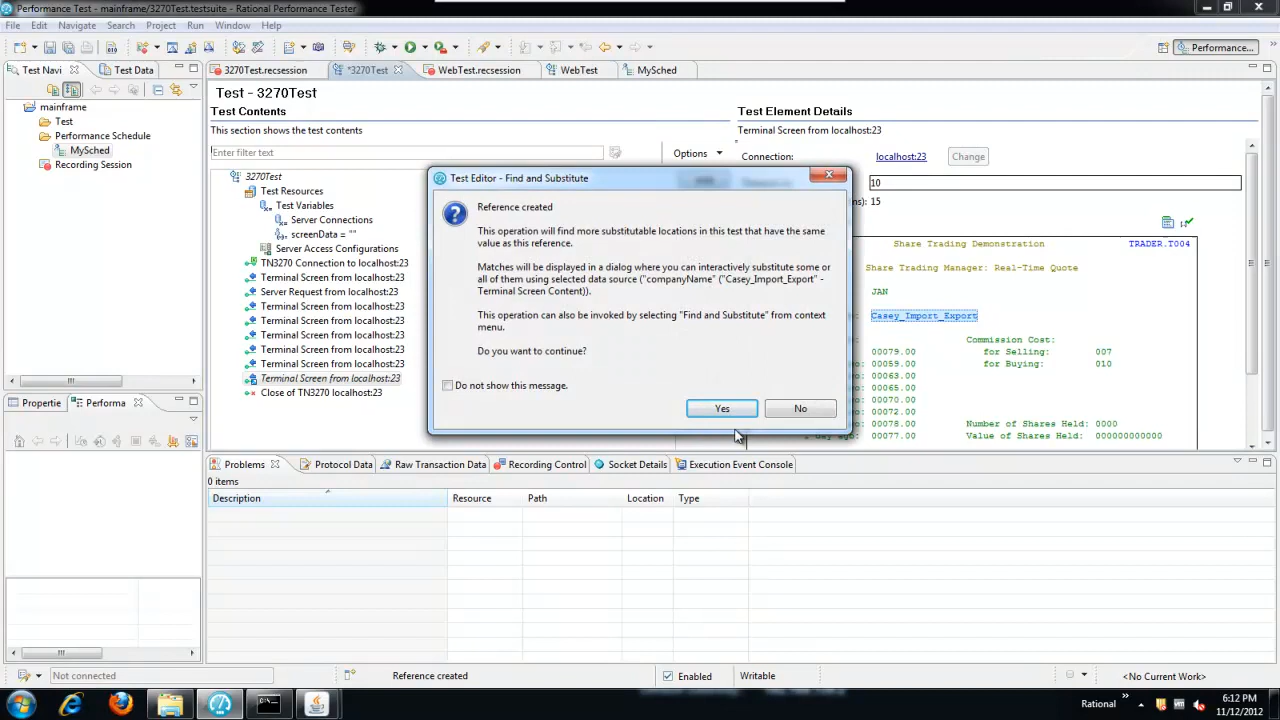 Performance Test - mainframe/3270Test.testsuite - Rational Performance Tester
File Edit Navigate Search Project Run Window Help
Performance...
Test Navi Test Data 3270Test.recsession *3270Test WebTest.recsession WebTest MySched
mainframe
Test
Performance Schedule
MySched
Recording Session
Test - 3270Test
Test Contents
This section shows the test contents
Enter filter text
Options
3270Test
Test Resources
Test Variables
Server Connections
screenData = ""
Server Access Configurations
TN3270 Connection to localhost:23
Terminal Screen from localhost:23
Server Request from localhost:23
Terminal Screen from localhost:23
Terminal Screen from localhost:23
Terminal Screen from localhost:23
Terminal Screen from localhost:23
Terminal Screen from localhost:23
Terminal Screen from localhost:23
Close of TN3270 localhost:23
Test Element Details
Terminal Screen from localhost:23
Connection: localhost:23 Change
10
15
Share Trading Demonstration TRADER.T004
Share Trading Manager: Real-Time Quote
JAN
Casey_Import_Export
Commission Cost:
00079.00 for Selling: 007
00059.00 for Buying: 010
00063.00
00065.00
00070.00
00072.00
00078.00 Number of Shares Held: 0000
00077.00 Value of Shares Held: 000000000000
Test Editor - Find and Substitute
Reference created
This operation will find more substitutable locations in this test that have the same
value as this reference.
Matches will be displayed in a dialog where you can interactively substitute some or
all of them using selected data source ("companyName" ("Casey_Import_Export" -
Terminal Screen Content)).
This operation can also be invoked by selecting "Find and Substitute" from context
menu.
Do you want to continue?
Do not show this message.
Yes No
Propertie Performa
Problems Protocol Data Raw Transaction Data Recording Control Socket Details Execution Event Console
0 items
Description Resource Path Location Type
Not connected
Reference created
Enabled
Writable
<No Current Work>
Rational
6:12 PM
11/12/2012